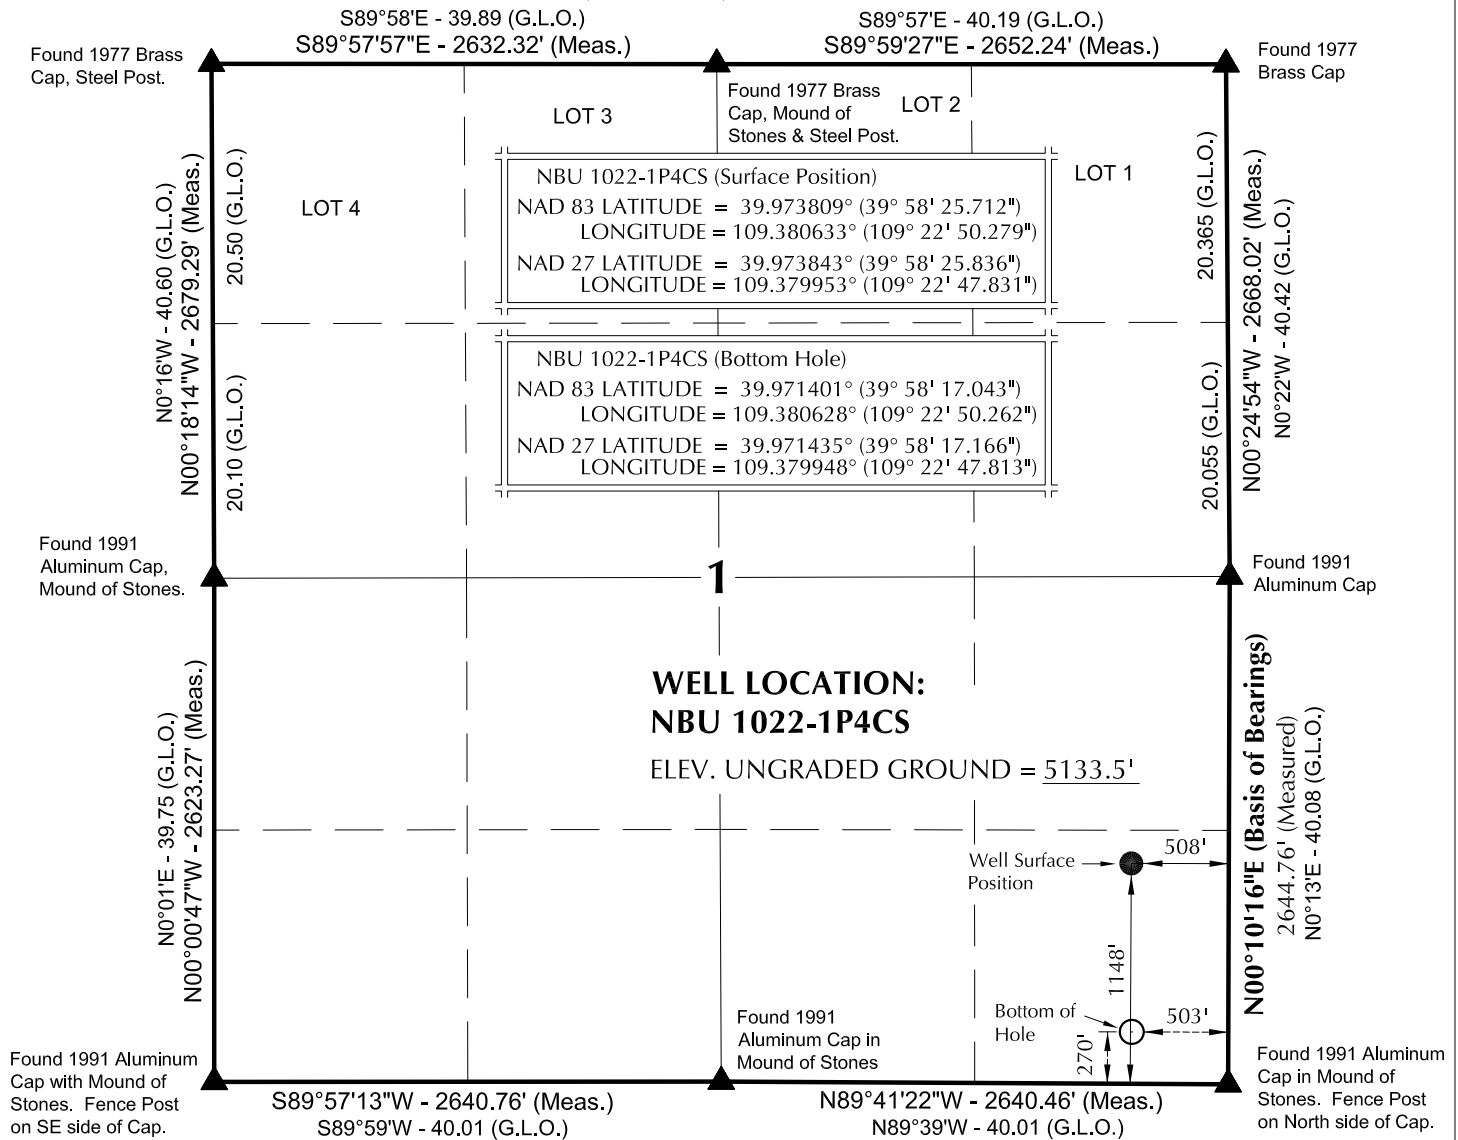 S89°58'E - 39.89 (G.L.O.)
S89°57'57"E - 2632.32' (Meas.)
S89°57'E - 40.19 (G.L.O.)
S89°59'27"E - 2652.24' (Meas.)
Found 1977 Brass
Cap, Steel Post.
Found 1977
Brass Cap
Found 1977 Brass
Cap, Mound of
Stones & Steel Post.
LOT 3
LOT 2
LOT 1
LOT 4
NBU 1022-1P4CS (Surface Position)
NAD 83 LATITUDE = 39.973809° (39° 58' 25.712")
LONGITUDE = 109.380633° (109° 22' 50.279")
NAD 27 LATITUDE = 39.973843° (39° 58' 25.836")
LONGITUDE = 109.379953° (109° 22' 47.831")
NBU 1022-1P4CS (Bottom Hole)
NAD 83 LATITUDE = 39.971401° (39° 58' 17.043")
LONGITUDE = 109.380628° (109° 22' 50.262")
NAD 27 LATITUDE = 39.971435° (39° 58' 17.166")
LONGITUDE = 109.379948° (109° 22' 47.813")
N0°16'W - 40.60 (G.L.O.)
N00°18'14"W - 2679.29' (Meas.)
20.50 (G.L.O.)
20.10 (G.L.O.)
20.365 (G.L.O.)
20.055 (G.L.O.)
N00°24'54"W - 2668.02' (Meas.)
N0°22'W - 40.42 (G.L.O.)
Found 1991
Aluminum Cap,
Mound of Stones.
1
Found 1991
Aluminum Cap
WELL LOCATION:
NBU 1022-1P4CS
ELEV. UNGRADED GROUND = 5133.5'
N0°01'E - 39.75 (G.L.O.)
N00°00'47"W - 2623.27' (Meas.)
N00°10'16"E (Basis of Bearings)
2644.76' (Measured)
N0°13'E - 40.08 (G.L.O.)
Well Surface
Position
508'
1148'
Bottom of
Hole
503'
270'
Found 1991
Aluminum Cap in
Mound of Stones
Found 1991 Aluminum
Cap with Mound of
Stones. Fence Post
on SE side of Cap.
Found 1991 Aluminum
Cap in Mound of
Stones. Fence Post
on North side of Cap.
S89°57'13"W - 2640.76' (Meas.)
S89°59'W - 40.01 (G.L.O.)
N89°41'22"W - 2640.46' (Meas.)
N89°39'W - 40.01 (G.L.O.)